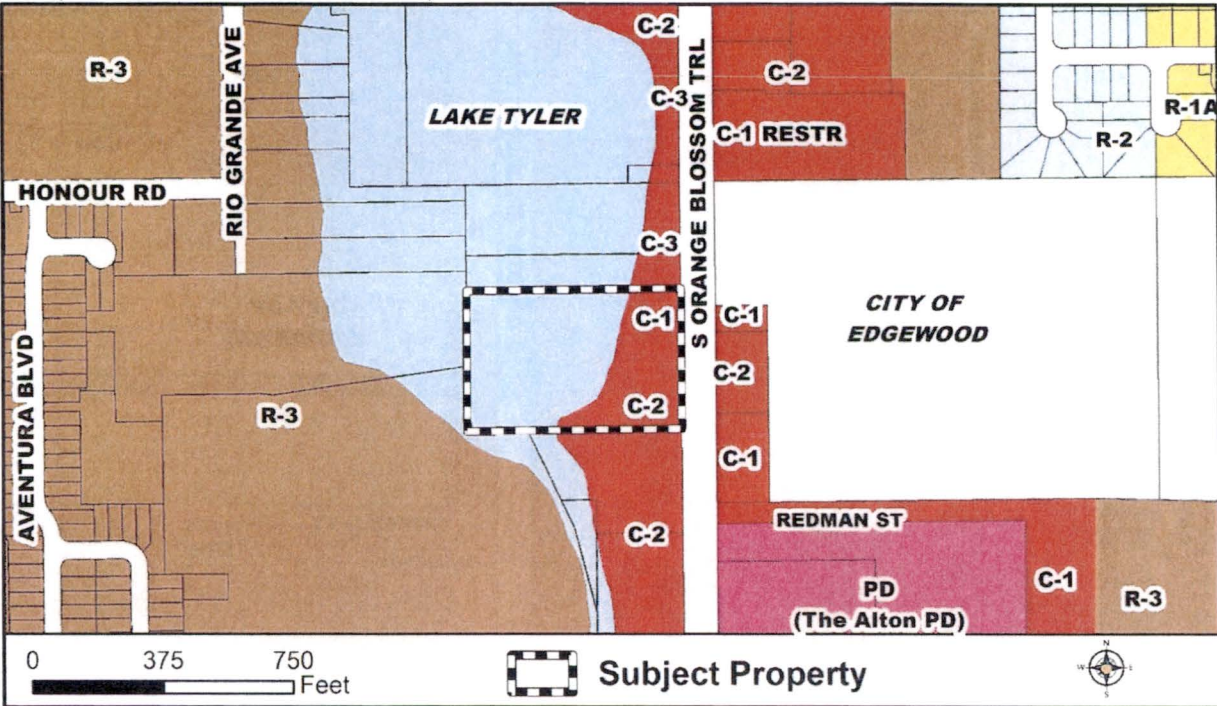 C-2
R-3
C-2
RIO GRANDE AVE
S ORANGE BLOSSOM TRL
C-3
R-1A
LAKE TYLER
C-1 RESTR
R-2
HONOUR RD
C-3
CITY OF
EDGEWOOD
C-1
C-1
C-2
C-2
AVENTURA BLVD
R-3
C-1
REDMAN ST
C-2
C-1
PD
(The Alton PD)
R-3
0 375 750
Feet
Subject Property
N
W E
S